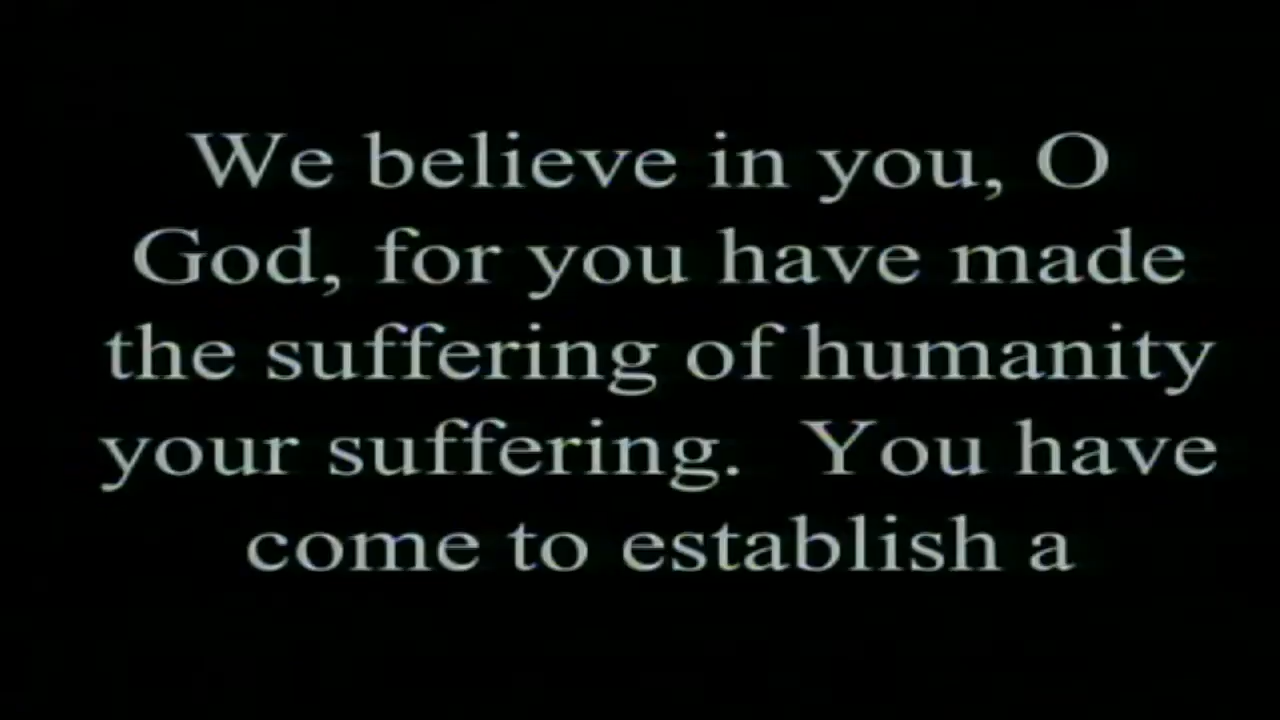 We believe in you, O
God, for you have made
the suffering of humanity
your suffering.  You have
come to establish a